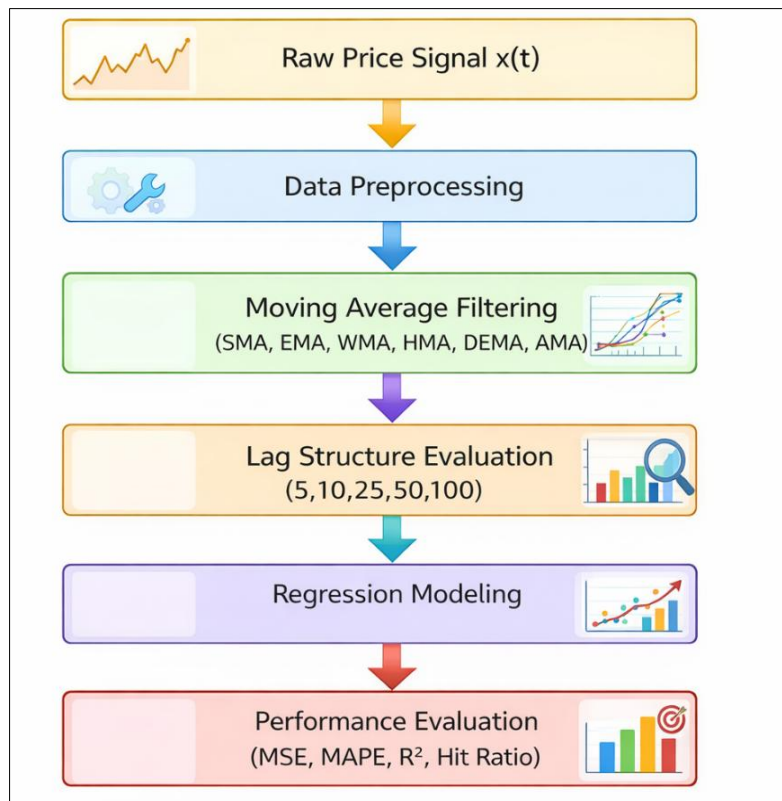 Raw Price Signal x(t)
Data Preprocessing
Moving Average Filtering
(SMA, EMA, WMA, HMA, DEMA, AMA)
Lag Structure Evaluation
(5,10,25,50,100)
Regression Modeling
Performance Evaluation
(MSE, MAPE, R², Hit Ratio)